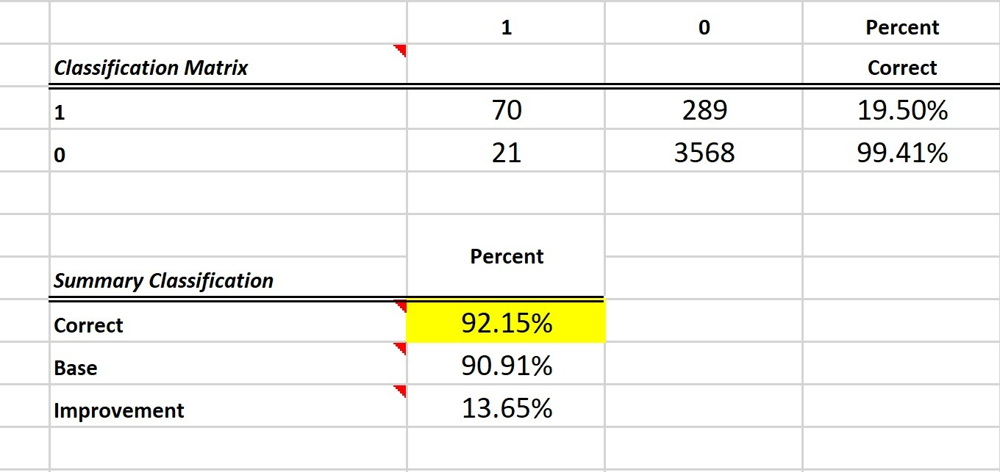 1 0 Percent
Classification Matrix Correct
1 70 289 19.50%
0 21 3568 99.41%
Percent
Summary Classification
Correct 92.15%
Base 90.91%
Improvement 13.65%